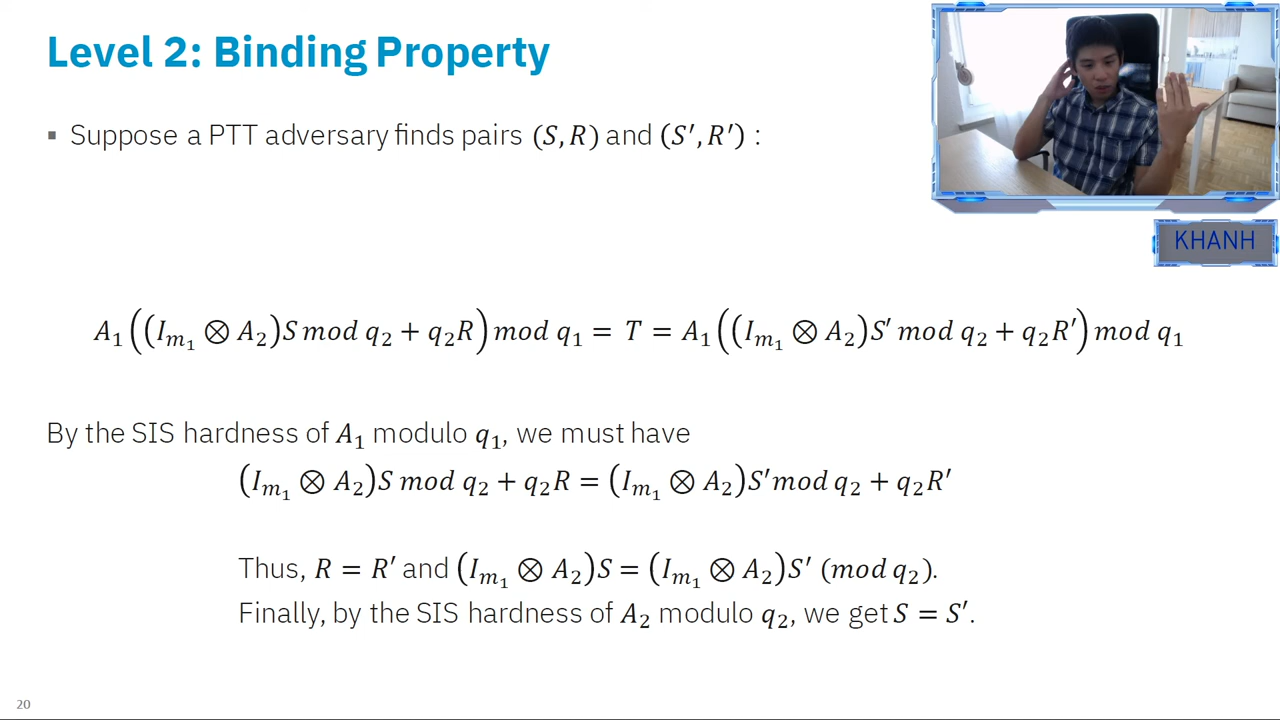 Level 2: Binding Property
▪ Suppose a PTT adversary finds pairs (S, R) and (S′, R′) :
KHANH
A₁((I_{m₁} ⊗ A₂)S mod q₂ + q₂R) mod q₁ = T = A₁((I_{m₁} ⊗ A₂)S′ mod q₂ + q₂R′) mod q₁
By the SIS hardness of A₁ modulo q₁, we must have
(I_{m₁} ⊗ A₂)S mod q₂ + q₂R = (I_{m₁} ⊗ A₂)S′mod q₂ + q₂R′
Thus, R = R′ and (I_{m₁} ⊗ A₂)S = (I_{m₁} ⊗ A₂)S′ (mod q₂).
Finally, by the SIS hardness of A₂ modulo q₂, we get S = S′.
20